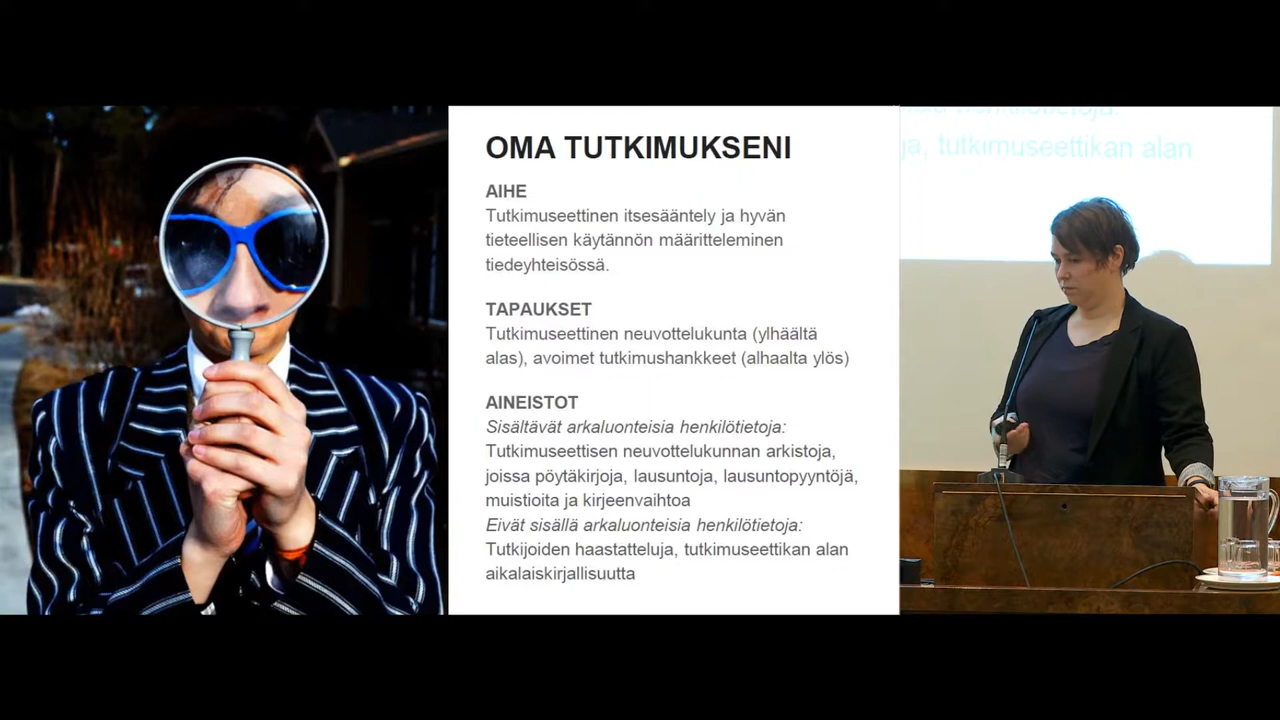 OMA TUTKIMUKSENI
AIHE
Tutkimuseettinen itsesääntely ja hyvän
tieteellisen käytännön määritteleminen
tiedeyhteisössä.
TAPAUKSET
Tutkimuseettinen neuvottelukunta (ylhäältä
alas), avoimet tutkimushankkeet (alhaalta ylös)
AINEISTOT
Sisältävät arkaluonteisia henkilötietoja:
Tutkimuseettisen neuvottelukunnan arkistoja,
joissa pöytäkirjoja, lausuntoja, lausuntopyyntöjä,
muistioita ja kirjeenvaihtoa
Eivät sisällä arkaluonteisia henkilötietoja:
Tutkijoiden haastatteluja, tutkimuseettikan alan
aikalaiskirjallisuutta
henkilötietoja:
ja, tutkimuseettikan alan